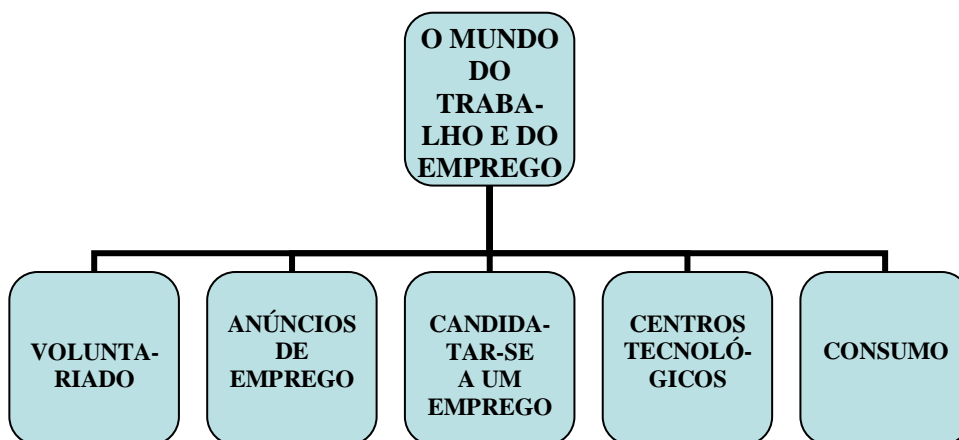 O MUNDO
DO
TRABA-
LHO E DO
EMPREGO
VOLUNTA-
RIADO
ANÚNCIOS
DE
EMPREGO
CANDIDA-
TAR-SE
A UM
EMPREGO
CENTROS
TECNOLÓ-
GICOS
CONSUMO